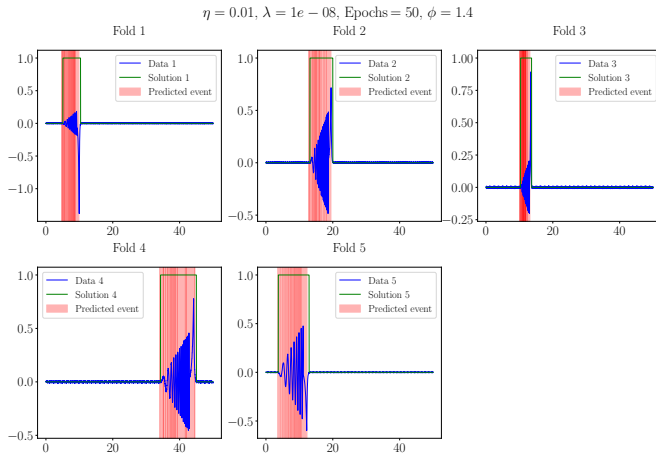 η = 0.01, λ = 1e − 08, Epochs = 50, ϕ = 1.4
Fold 1
Fold 2
Fold 3
1.0
0.5
0.0
−0.5
−1.0
0
20
40
Data 1
Solution 1
Predicted event
1.0
0.5
0.0
−0.5
0
20
40
Data 2
Solution 2
Predicted event
1.00
0.75
0.50
0.25
0.00
−0.25
0
20
40
Data 3
Solution 3
Predicted event
Fold 4
Fold 5
1.0
0.5
0.0
−0.5
0
20
40
Data 4
Solution 4
Predicted event
1.0
0.5
0.0
−0.5
0
20
40
Data 5
Solution 5
Predicted event